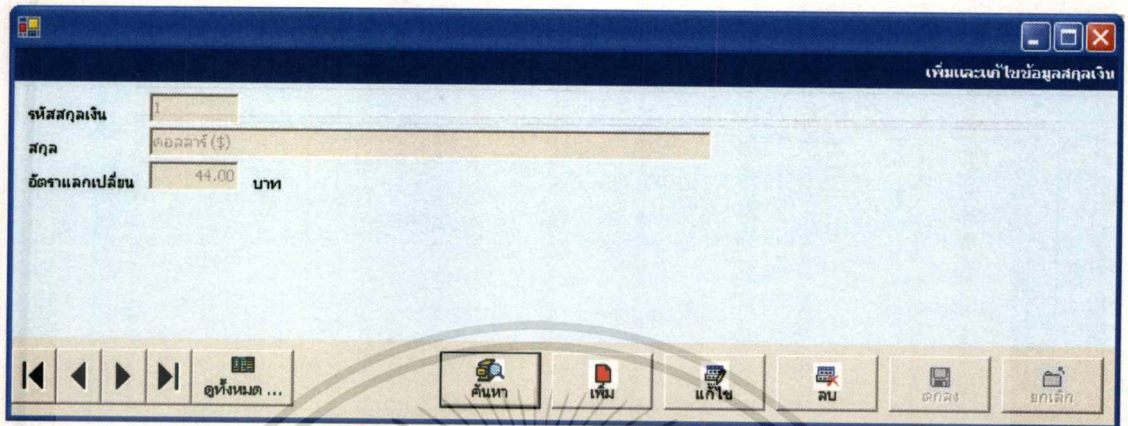 เพิ่มและแก้ไขข้อมูลสกุลเงิน
รหัสสกุลเงิน 1
สกุล ดอลลาร์ ($)
อัตราแลกเปลี่ยน 44.00 บาท
ดูทั้งหมด ... ค้นหา เพิ่ม แก้ไข ลบ ตกลง ยกเลิก